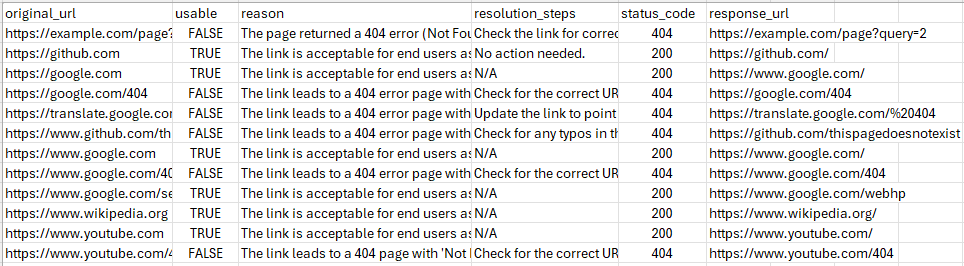 original_url usable reason resolution_steps status_code response_url
https://example.com/page? FALSE The page returned a 404 error (Not Fou Check the link for correc 404 https://example.com/page?query=2
https://github.com TRUE The link is acceptable for end users as No action needed. 200 https://github.com/
https://google.com TRUE The link is acceptable for end users as N/A 200 https://www.google.com/
https://google.com/404 FALSE The link leads to a 404 error page with Check for the correct UR 404 https://google.com/404
https://translate.google.com FALSE The link leads to a 404 error page with Update the link to point 404 https://translate.google.com/%20404
https://www.github.com/th FALSE The link leads to a 404 error page with Check for any typos in th 404 https://github.com/thispagedoesnotexist
https://www.google.com TRUE The link is acceptable for end users as N/A 200 https://www.google.com/
https://www.google.com/40 FALSE The link leads to a 404 error page with Check for the correct UR 404 https://www.google.com/404
https://www.google.com/se TRUE The link is acceptable for end users as N/A 200 https://www.google.com/webhp
https://www.wikipedia.org TRUE The link is acceptable for end users as N/A 200 https://www.wikipedia.org/
https://www.youtube.com TRUE The link is acceptable for end users as N/A 200 https://www.youtube.com/
https://www.youtube.com/4 FALSE The link leads to a 404 page with 'Not Check for the correct UR 404 https://www.youtube.com/404